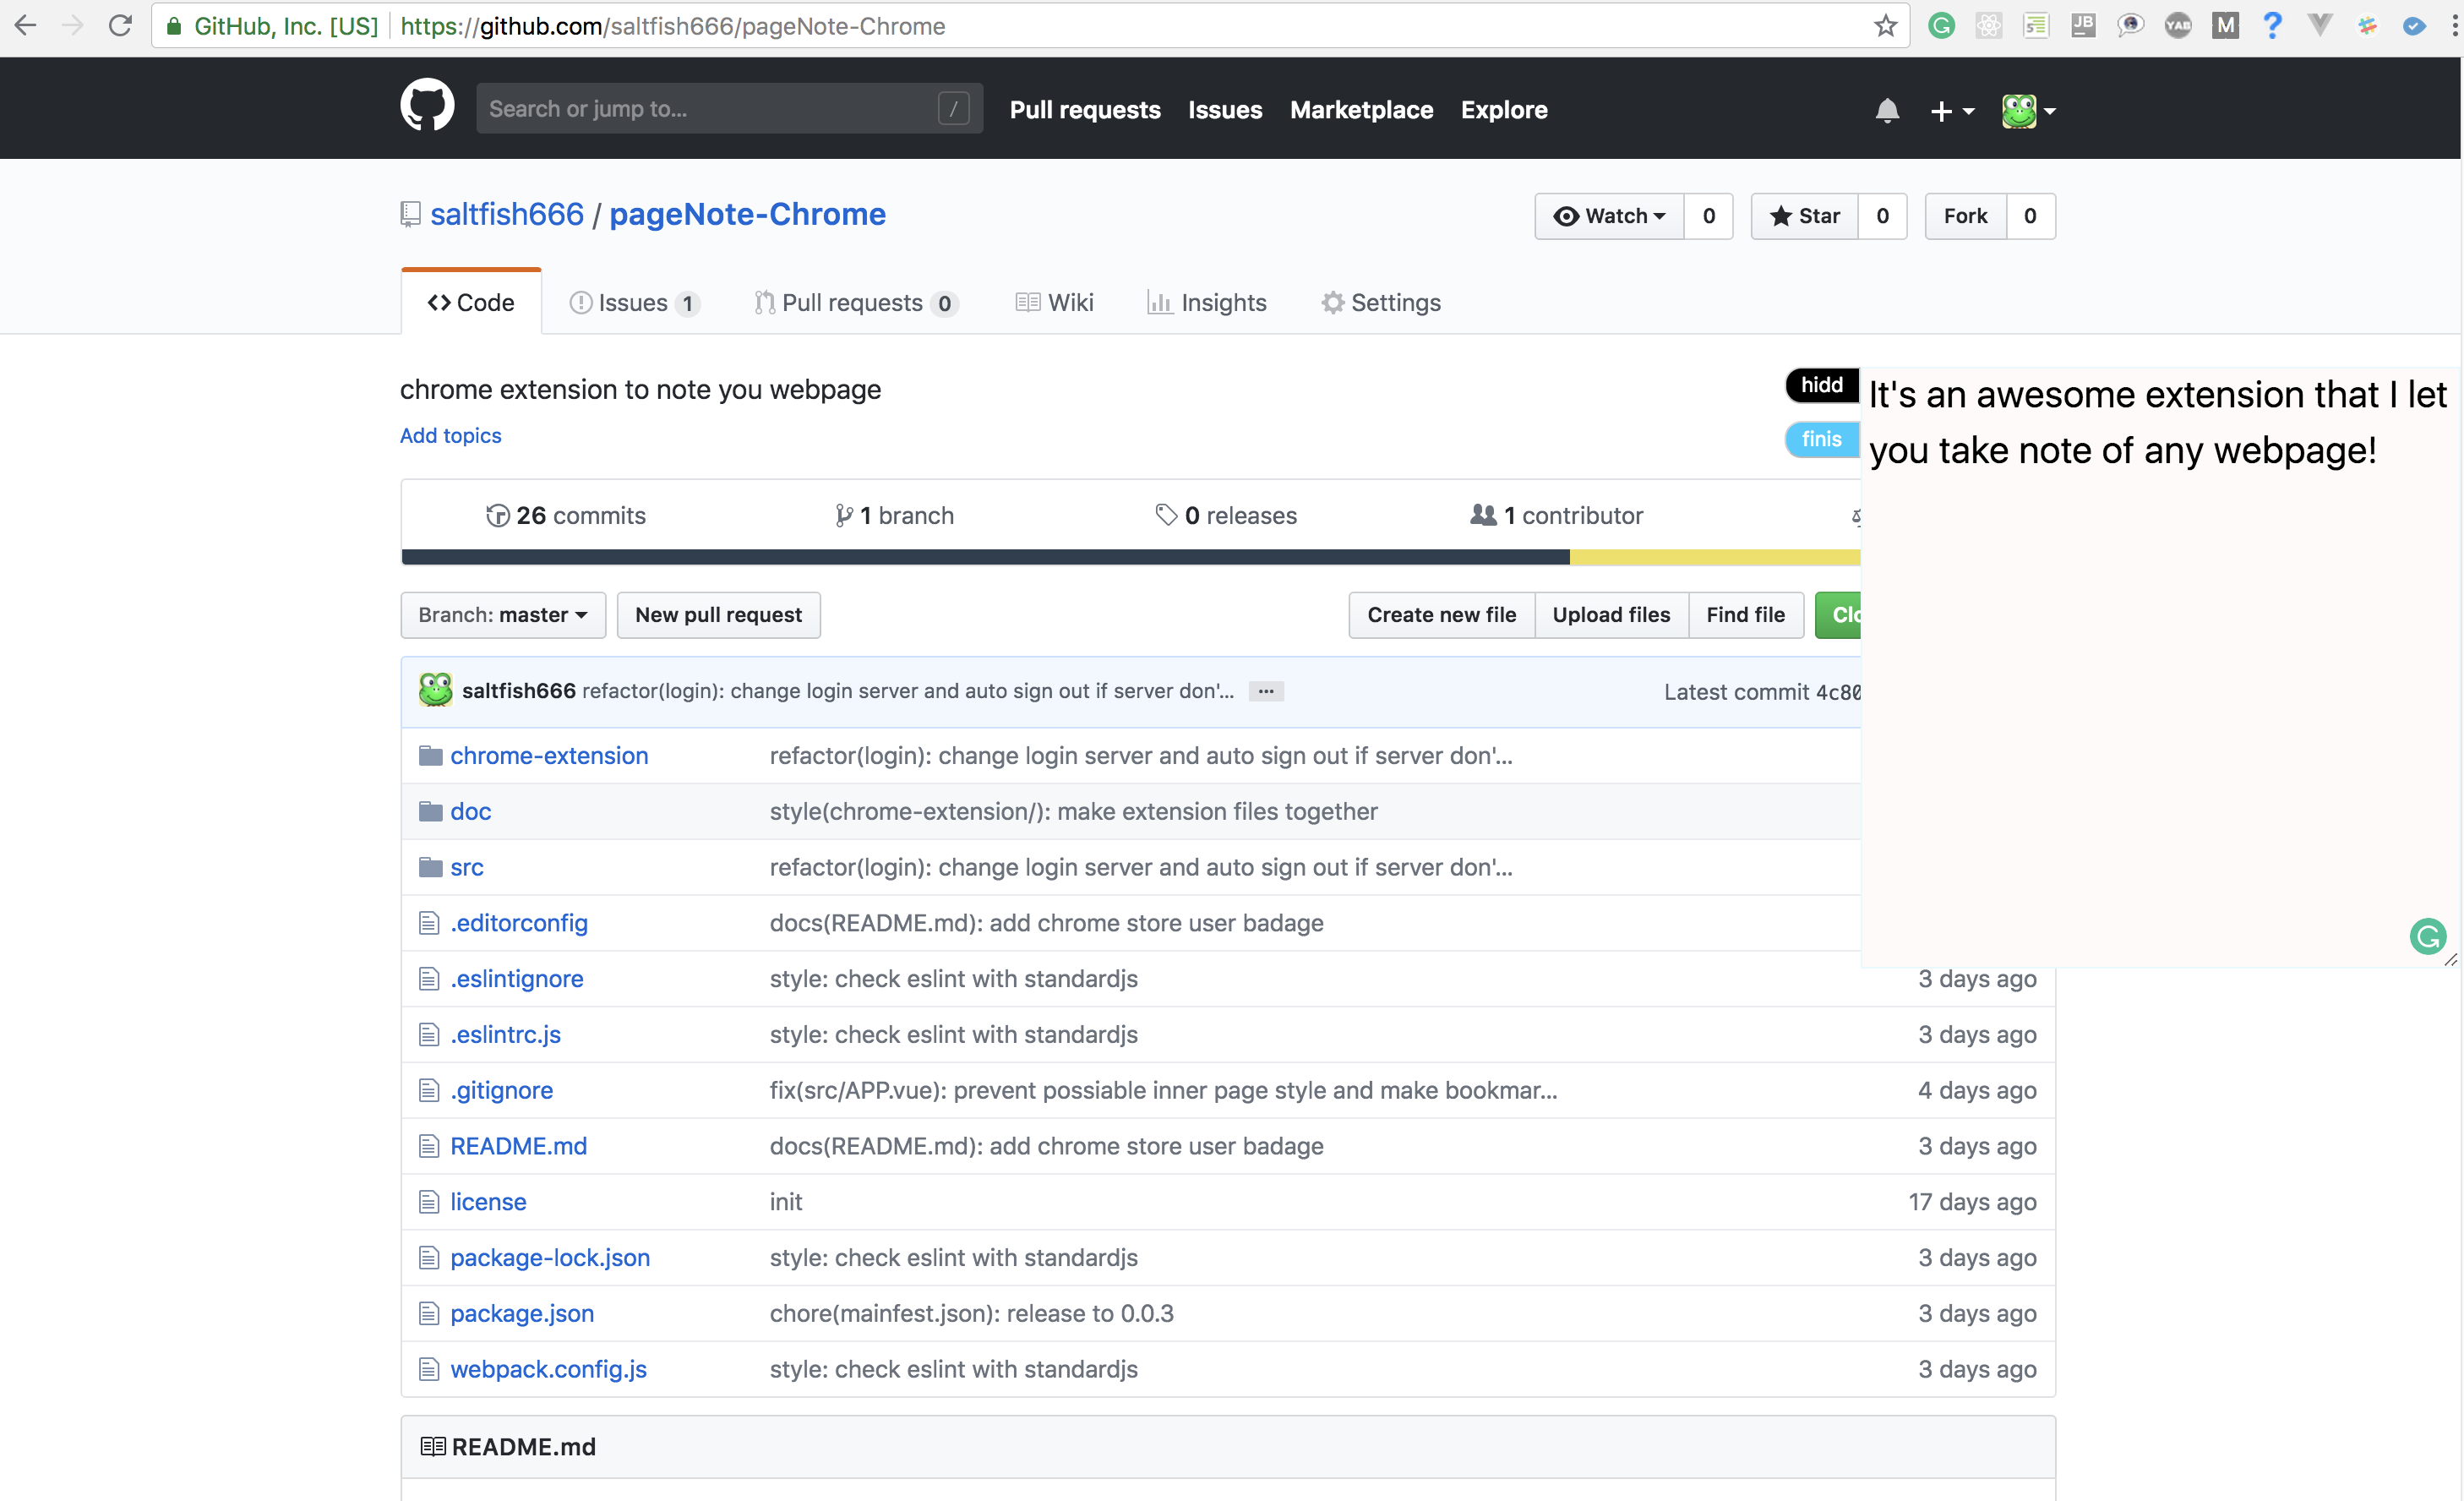 GitHub, Inc. [US] https://github.com/saltfish666/pageNote-Chrome
JB YAB M ?
Search or jump to... / Pull requests Issues Marketplace Explore
saltfish666 / pageNote-Chrome Watch 0 Star 0 Fork 0
Code Issues 1 Pull requests 0 Wiki Insights Settings
chrome extension to note you webpage
Add topics
hidd
finis
It's an awesome extension that I let
you take note of any webpage!
26 commits 1 branch 0 releases 1 contributor
Branch: master New pull request Create new file Upload files Find file Clo
saltfish666 refactor(login): change login server and auto sign out if server don'... ... Latest commit 4c80
chrome-extension refactor(login): change login server and auto sign out if server don'...
doc style(chrome-extension/): make extension files together
src refactor(login): change login server and auto sign out if server don'...
.editorconfig docs(README.md): add chrome store user badage
.eslintignore style: check eslint with standardjs 3 days ago
.eslintrc.js style: check eslint with standardjs 3 days ago
.gitignore fix(src/APP.vue): prevent possiable inner page style and make bookmar... 4 days ago
README.md docs(README.md): add chrome store user badage 3 days ago
license init 17 days ago
package-lock.json style: check eslint with standardjs 3 days ago
package.json chore(mainfest.json): release to 0.0.3 3 days ago
webpack.config.js style: check eslint with standardjs 3 days ago
README.md